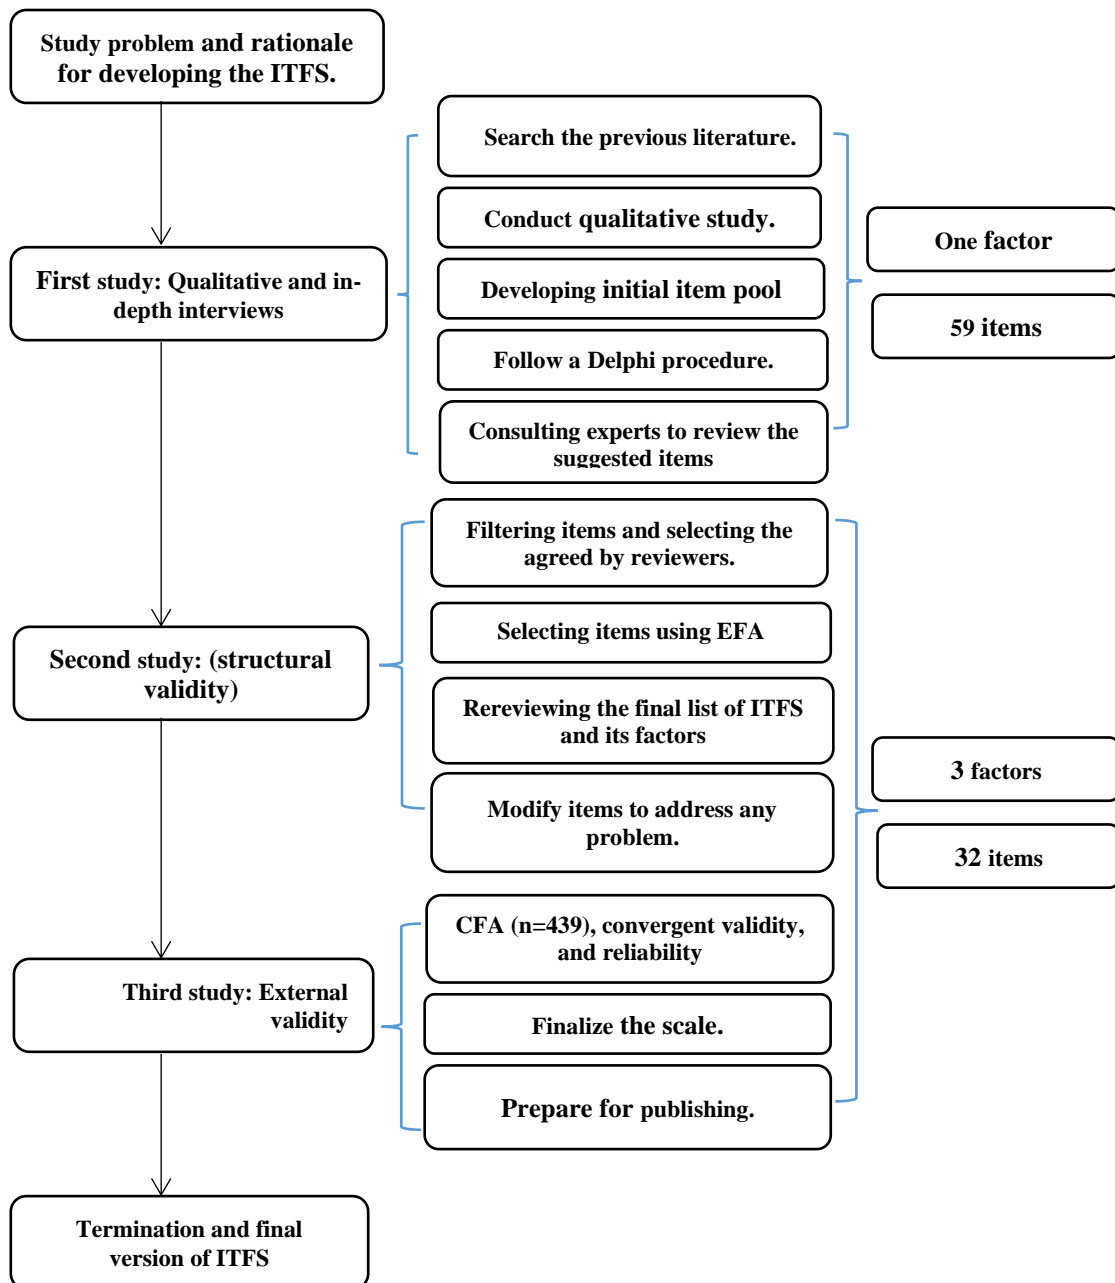 Study problem and rationale
for developing the ITFS.
Search the previous literature.
Conduct qualitative study.
Developing initial item pool
Follow a Delphi procedure.
Consulting experts to review the
suggested items
First study: Qualitative and in-
depth interviews
One factor
59 items
Filtering items and selecting the
agreed by reviewers.
Selecting items using EFA
Rereviewing the final list of ITFS
and its factors
Modify items to address any
problem.
Second study: (structural
validity)
3 factors
32 items
CFA (n=439), convergent validity,
and reliability
Finalize the scale.
Prepare for publishing.
Third study: External
validity
Termination and final
version of ITFS